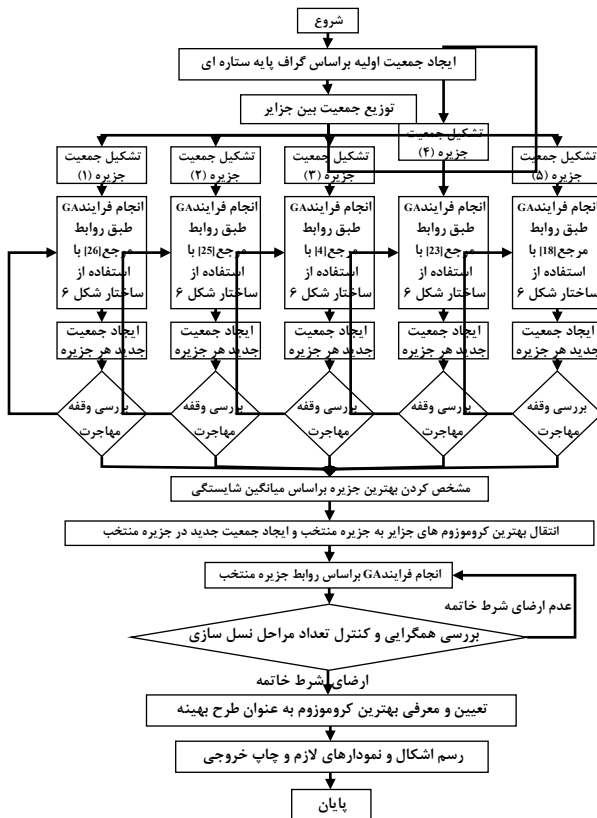 شروع
ایجاد جمعیت اولیه براساس گراف پایه ستاره ای
توزیع جمعیت بین جزایر
تشکیل جمعیت
جزیره (۱)
تشکیل جمعیت
جزیره (۲)
تشکیل جمعیت
جزیره (۳)
تشکیل جمعیت
جزیره (۴)
تشکیل جمعیت
جزیره (۵)
انجام فرایندGA
طبق روابط
مرجع[26] با
استفاده از
ساختار شکل ۶
انجام فرایندGA
طبق روابط
مرجع[25] با
استفاده از
ساختار شکل ۶
انجام فرایندGA
طبق روابط
مرجع[4] با
استفاده از
ساختار شکل ۶
انجام فرایندGA
طبق روابط
مرجع[23] با
استفاده از
ساختار شکل ۶
انجام فرایندGA
طبق روابط
مرجع[18] با
استفاده از
ساختار شکل ۶
ایجاد جمعیت
جدید هر جزیره
ایجاد جمعیت
جدید هر جزیره
ایجاد جمعیت
جدید هر جزیره
ایجاد جمعیت
جدید هر جزیره
ایجاد جمعیت
جدید هر جزیره
بررسی وقفه
مهاجرت
بررسی وقفه
مهاجرت
بررسی وقفه
مهاجرت
بررسی وقفه
مهاجرت
بررسی وقفه
مهاجرت
مشخص کردن بهترین جزیره براساس میانگین شایستگی
انتقال بهترین کروموزوم های جزایر به جزیره منتخب و ایجاد جمعیت جدید در جزیره منتخب
انجام فرایندGA براساس روابط جزیره منتخب
عدم ارضای شرط خاتمه
بررسی همگرایی و کنترل تعداد مراحل نسل سازی
ارضای شرط خاتمه
تعیین و معرفی بهترین کروموزوم به عنوان طرح بهینه
رسم اشکال و نمودارهای لازم و چاپ خروجی
پایان